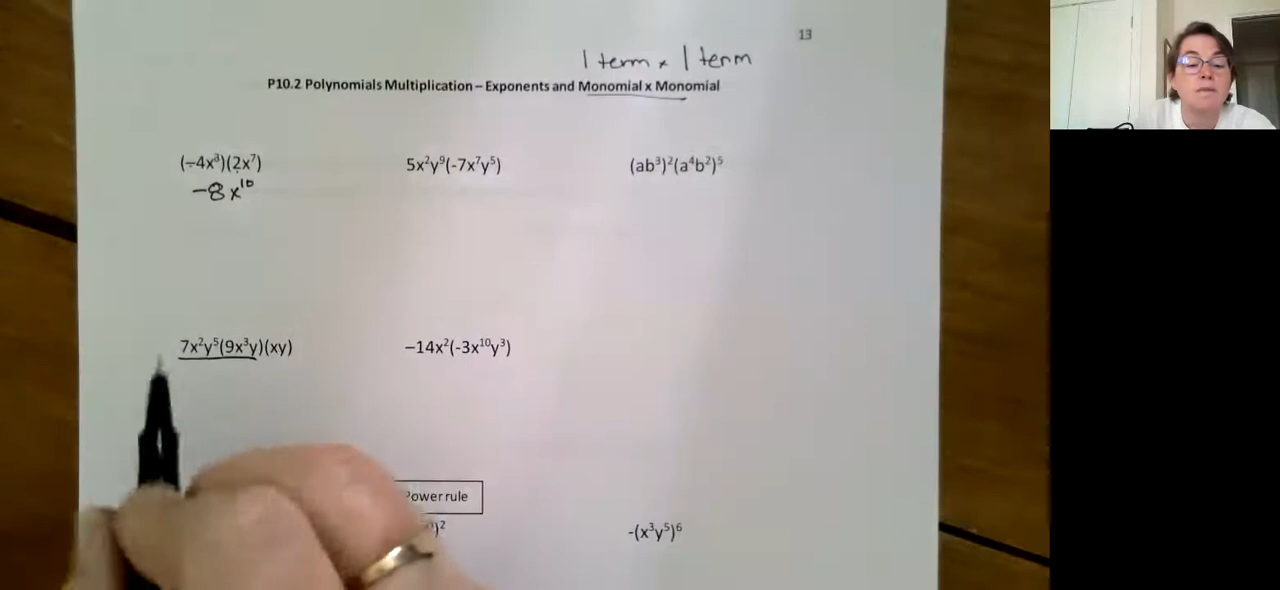 13
1 term × 1 term
P10.2 Polynomials Multiplication – Exponents and Monomial x Monomial
(−4x³)(2x⁷) 5x²y⁹(-7x⁷y⁵) (ab³)²(a⁴b²)⁵
−8x¹⁰
7x²y⁵(9x³y)(xy) −14x²(-3x¹⁰y³)
Power rule
)² -(x³y⁵)⁶